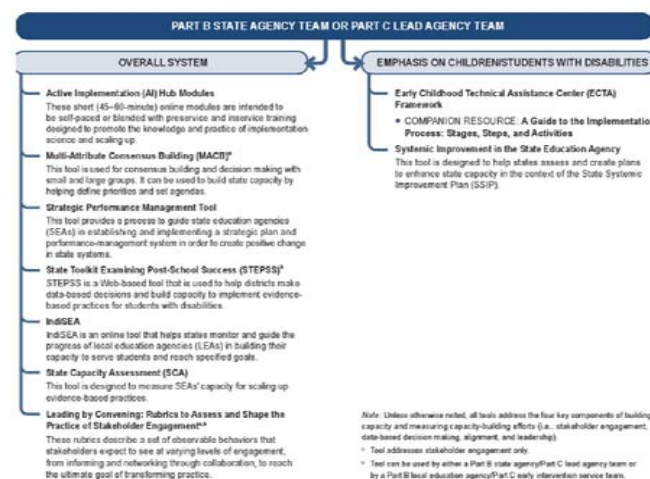 PART B STATE AGENCY TEAM OR PART C LEAD AGENCY TEAM
OVERALL SYSTEM
Active Implementation (AI) Hub Modules
These short (45–60-minute) online modules are intended to
be self-paced or blended with preservice and inservice training
designed to promote the knowledge and practice of implementation
science and scaling up.
Multi-Attribute Consensus Building (MACB)ᵃ
This tool is used for consensus building and decision making with
small and large groups. It can be used to build state capacity by
helping define priorities and set agendas.
Strategic Performance Management Tool
This tool provides a process to guide state education agencies
(SEAs) in establishing and implementing a strategic plan and
performance-management system in order to create positive change
in state systems.
State Toolkit Examining Post-School Success (STEPSS)ᵇ
STEPSS is a Web-based tool that is used to help districts make
data-based decisions and build capacity to implement evidence-
based practices for students with disabilities.
IndiSEA
IndiSEA is an online tool that helps states monitor and guide the
progress of local education agencies (LEAs) in building their
capacity to serve students and reach specified goals.
State Capacity Assessment (SCA)
This tool is designed to measure SEAs' capacity for scaling up
evidence-based practices.
Leading by Convening: Rubrics to Assess and Shape the
Practice of Stakeholder Engagementᵃ,ᵇ
These rubrics describe a set of observable behaviors that
stakeholders expect to see at varying levels of engagement,
from informing and networking through collaboration, to reach
the ultimate goal of transforming practice.
EMPHASIS ON CHILDREN/STUDENTS WITH DISABILITIES
Early Childhood Technical Assistance Center (ECTA)
Framework
• COMPANION RESOURCE: A Guide to the Implementatio
Process: Stages, Steps, and Activities
Systemic Improvement in the State Education Agency
This tool is designed to help states assess and create plans
to enhance state capacity in the context of the State Systemic
Improvement Plan (SSIP).
Note: Unless otherwise noted, all tools address the four key components of building
capacity and measuring capacity-building efforts (i.e., stakeholder engagement,
data-based decision making, alignment, and leadership).
ᵃ Tool addresses stakeholder engagement only.
ᵇ Tool can be used by either a Part B state agency/Part C lead agency team or
by a Part B local education agency/Part C early intervention service team.